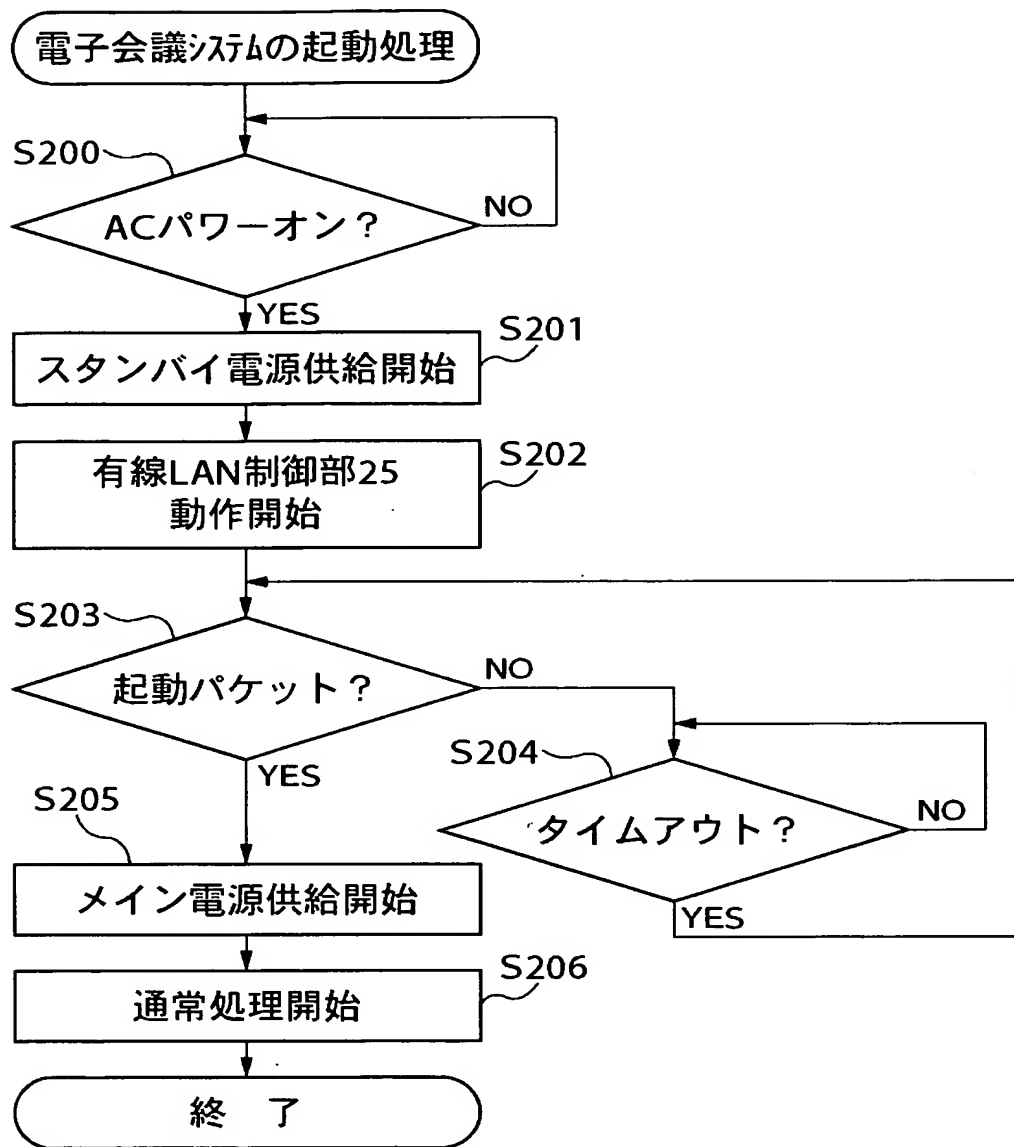 電子会議システムの起動処理
S200
ACパワーオン？
NO
YES
S201
スタンバイ電源供給開始
S202
有線LAN制御部25
動作開始
S203
起動パケット？
NO
YES
S204
タイムアウト？
NO
YES
S205
メイン電源供給開始
S206
通常処理開始
終 了